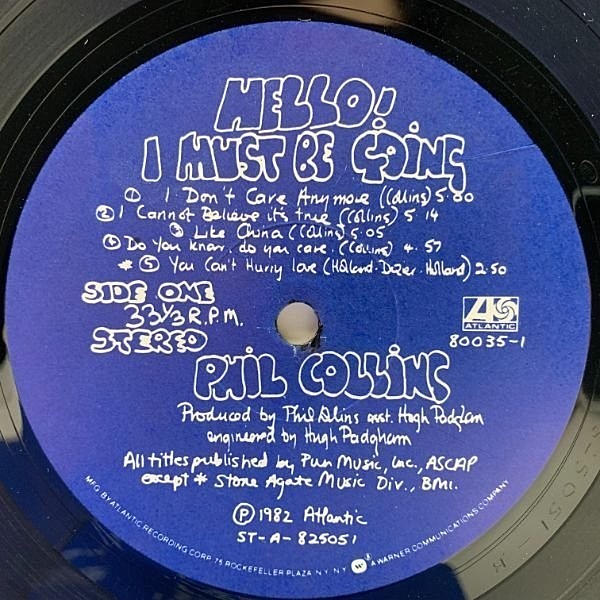 HELLO!
I MUST BE GOING
① I Don't Care Anymore (Collins) 5.00
② I Cannot Believe it's true (Collins) 5.14
③ Like China (Collins) 5.05
④ Do You know, do you care. (Collins) 4.57
* ⑤ You Can't Hurry love (Holland.Dozer.Holland) 2.50
SIDE ONE
33⅓ R.P.M.
STEREO
ATLANTIC
80035-1
PHIL COLLINS
Produced by Phil Collins asst. Hugh Padgham
engineered by Hugh Padgham
All titles published by Pun Music, Inc., ASCAP
except * Stone Agate Music Div., BMI.
Ⓟ 1982 Atlantic
ST-A-825051
MFG. BY ATLANTIC RECORDING CORP. 75 ROCKEFELLER PLAZA N.Y. N.Y. A WARNER COMMUNICATIONS COMPANY